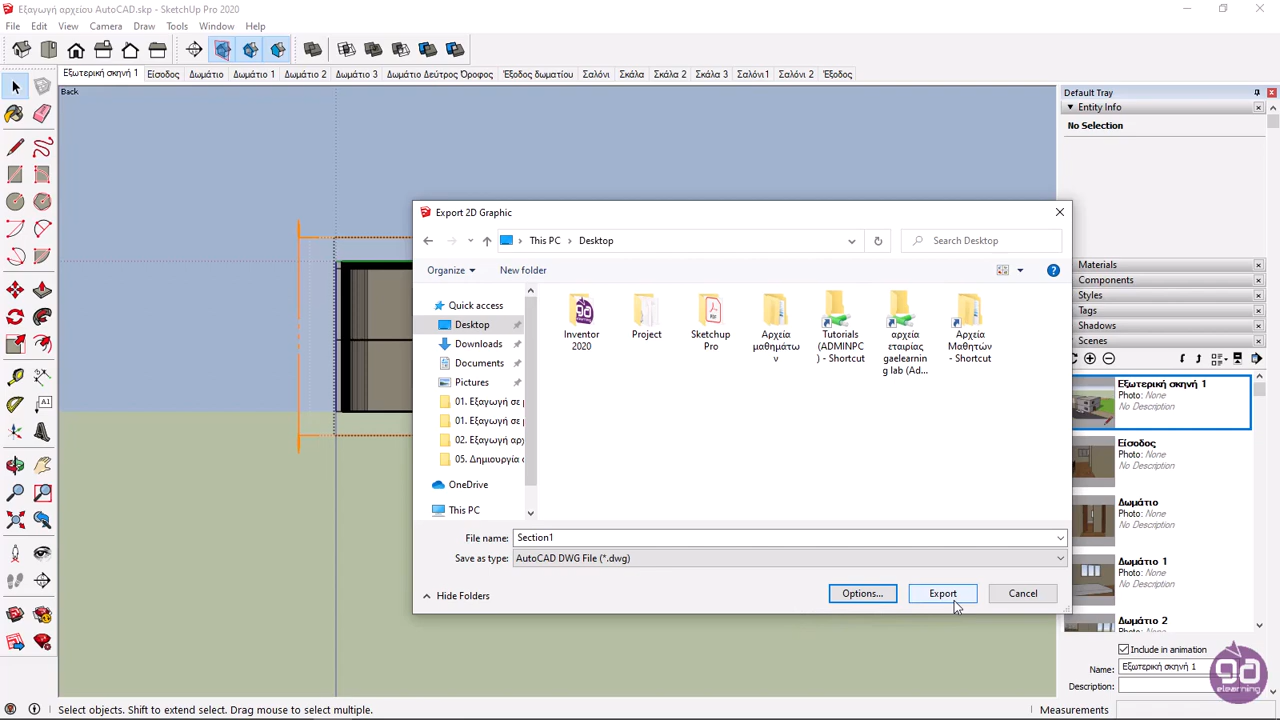 Εξαγωγή αρχείου AutoCAD.skp - SketchUp Pro 2020
File Edit View Camera Draw Tools Window Help
Εξωτερική σκηνή 1 Είσοδος Δωμάτιο Δωμάτιο 1 Δωμάτιο 2 Δωμάτιο 3 Δωμάτιο Δεύτρος Όροφος Έξοδος δωματίου Σαλόνι Σκάλα Σκάλα 2 Σκάλα 3 Σαλόνι1 Σαλόνι 2 Έξοδος
Back
Default Tray
Entity Info
No Selection
Export 2D Graphic
This PC > Desktop
Search Desktop
Organize New folder
Quick access
Desktop
Downloads
Documents
Pictures
01. Εξαγωγή σε
01. Εξαγωγή σε
02. Εξαγωγή αρχ
05. Δημιουργία
OneDrive
This PC
Inventor
2020
Project
Sketchup
Pro
Αρχεία
μαθημάτω
ν
Tutorials
(ADMINPC
) - Shortcut
αρχεία
εταιρίας
gaelearnin
g lab (Ad...
Αρχεία
Μαθητών
- Shortcut
File name: Section1
Save as type: AutoCAD DWG File (*.dwg)
Hide Folders Options... Export Cancel
Materials
Components
Styles
Tags
Shadows
Scenes
Εξωτερική σκηνή 1
Photo: None
No Description
Είσοδος
Photo: None
No Description
Δωμάτιο
Photo: None
No Description
Δωμάτιο 1
Photo: None
No Description
Δωμάτιο 2
Include in animation
Name: Εξωτερική σκηνή 1
Description:
ga
elearning
Select objects. Shift to extend select. Drag mouse to select multiple.
Measurements